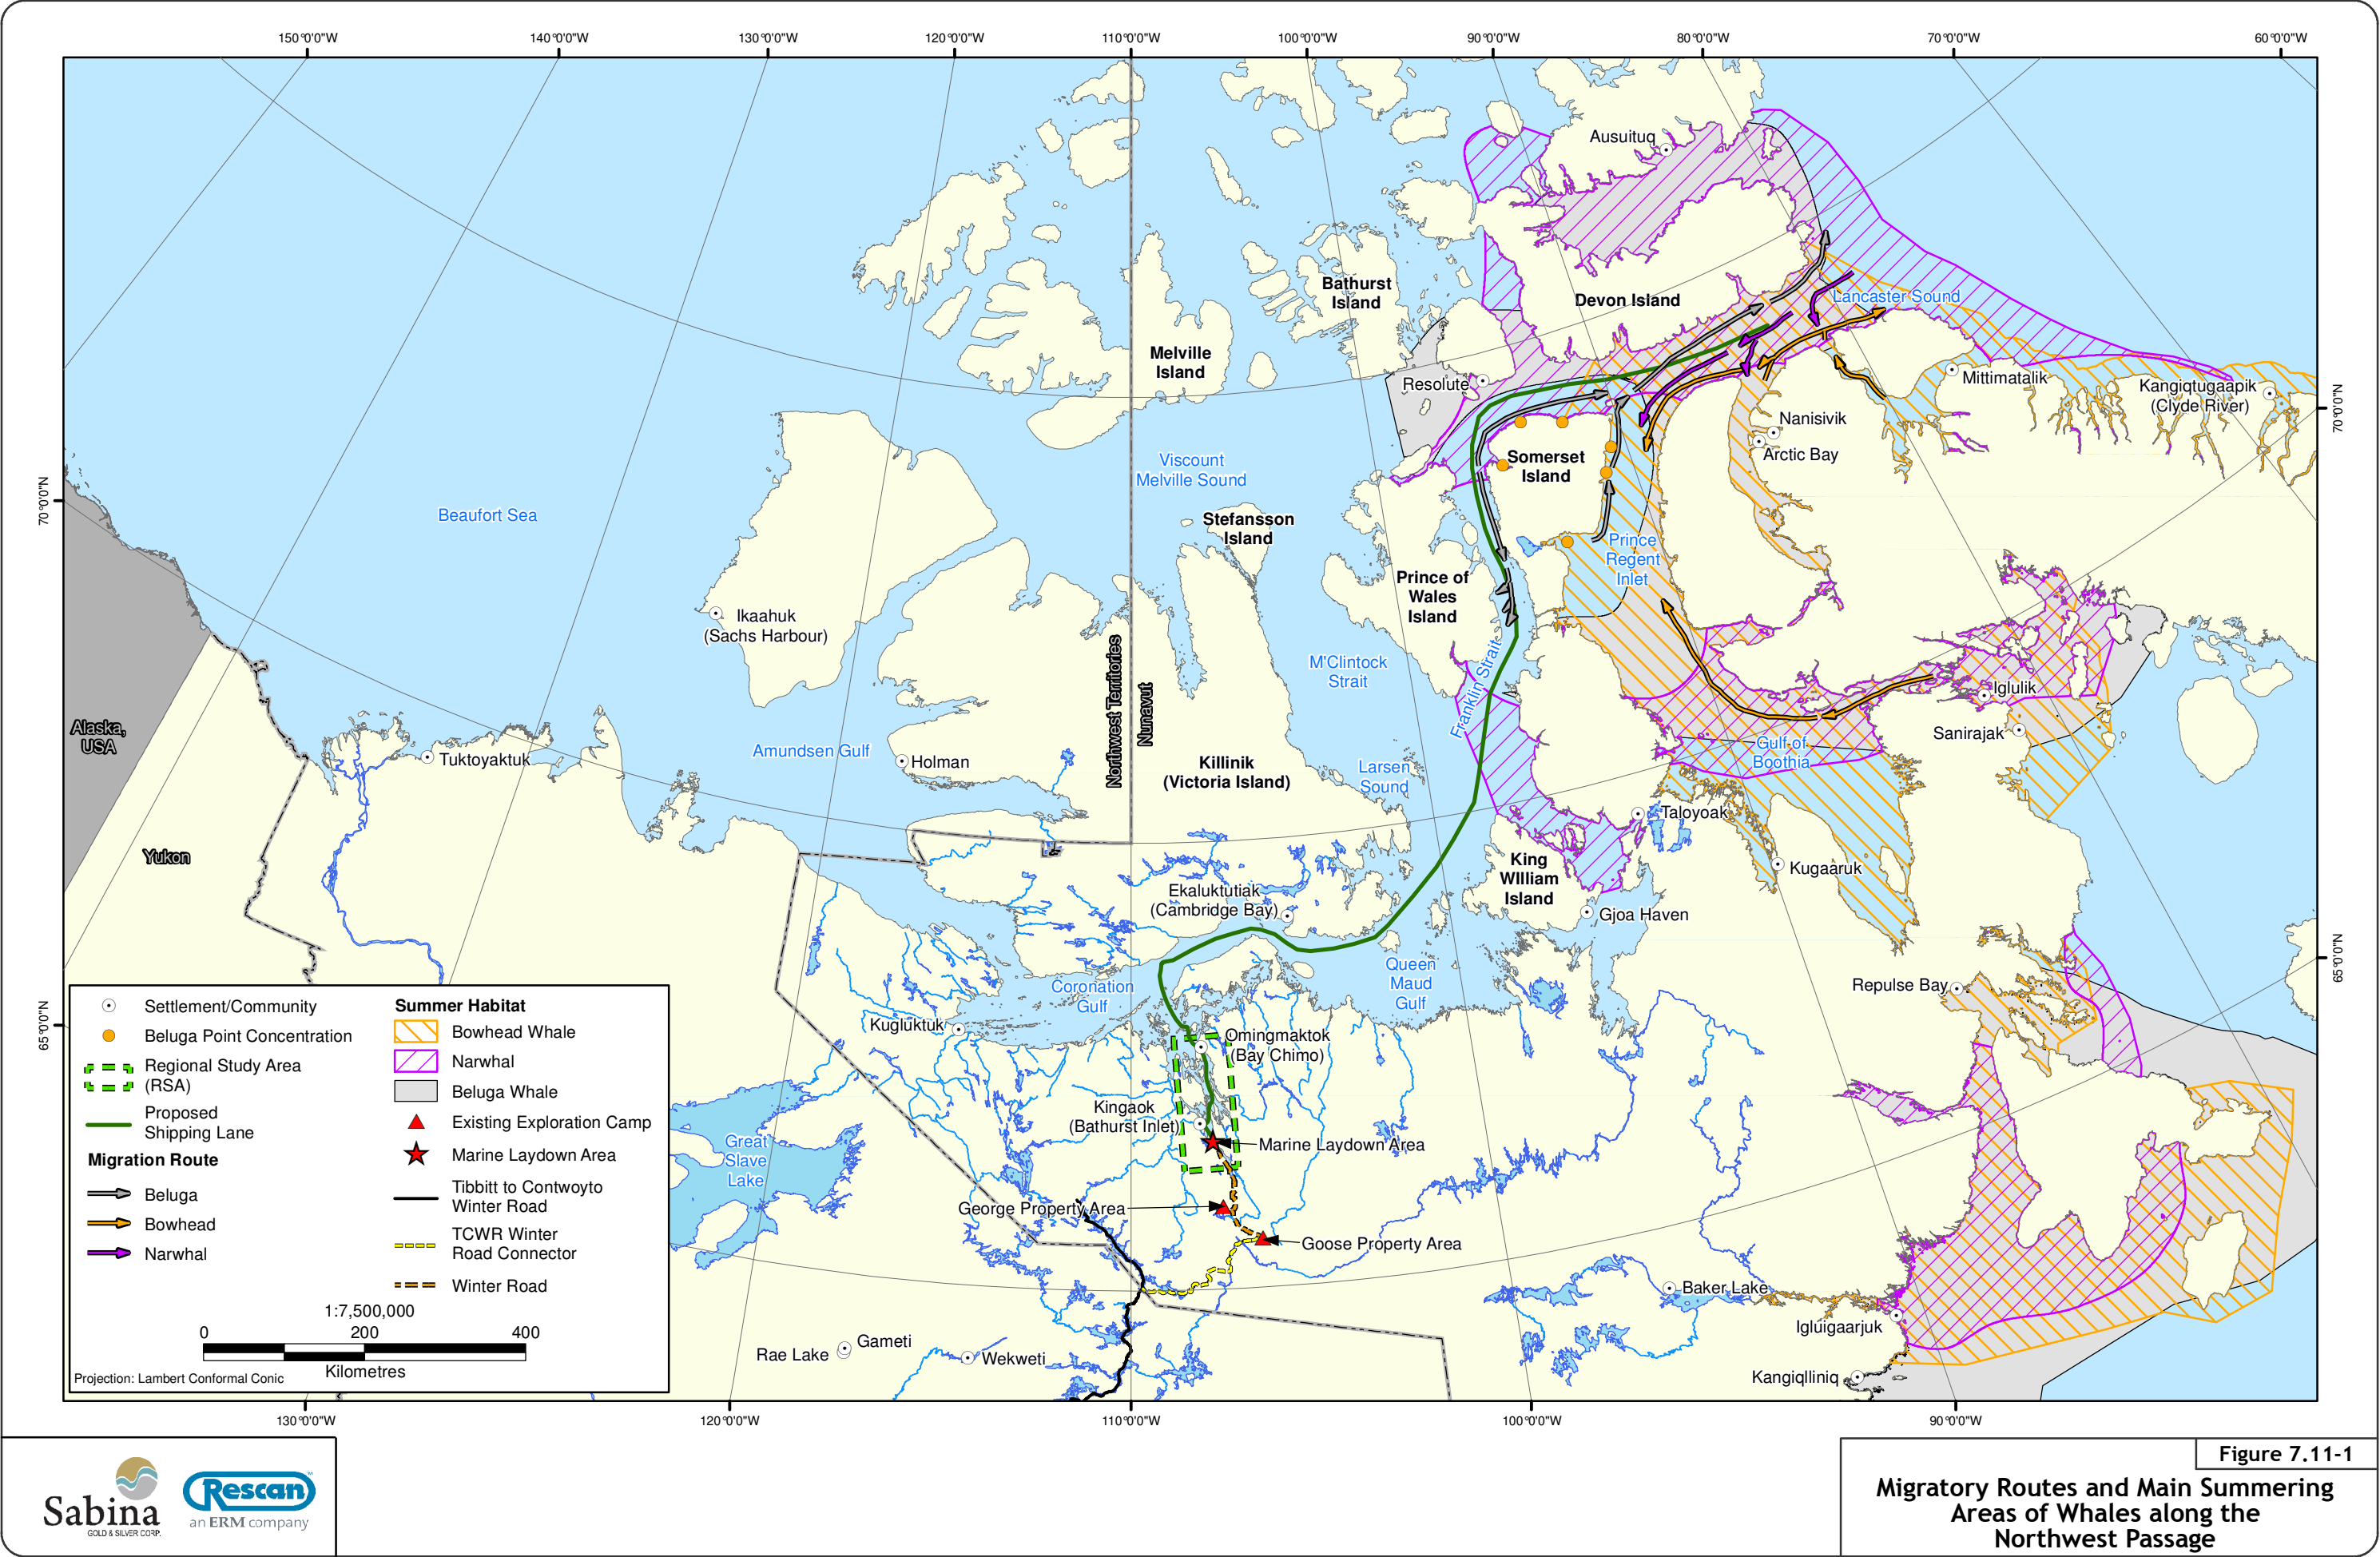 150°0'0"W
140°0'0"W
130°0'0"W
120°0'0"W
110°0'0"W
100°0'0"W
90°0'0"W
80°0'0"W
70°0'0"W
60°0'0"W
Ausuituq
Bathurst
Island
Devon Island
Lancaster Sound
Melville
Island
Resolute
Mittimatalik
Kangiqtugaapik
(Clyde River)
70°0'0"N
Nanisivik
Arctic Bay
Somerset
Island
Viscount
Melville Sound
70°0'0"N
Beaufort Sea
Stefansson
Island
Prince
Regent
Inlet
Prince of
Wales
Island
Ikaahuk
(Sachs Harbour)
Northwest Territories
Nunavut
M'Clintock
Strait
Franklin Strait
Iglulik
Sanirajak
Alaska,
USA
Tuktoyaktuk
Amundsen Gulf
Holman
Killinik
(Victoria Island)
Larsen
Sound
Gulf of
Boothia
Taloyoak
Yukon
King
WIlliam
Island
Kugaaruk
Ekaluktutiak
(Cambridge Bay)
Gjoa Haven
65°0'0"N
Queen
Maud
Gulf
Coronation
Gulf
Repulse Bay
Kugluktuk
65°0'0"N
Omingmaktok
(Bay Chimo)
Kingaok
(Bathurst Inlet)
Marine Laydown Area
Great
Slave
Lake
George Property Area
Goose Property Area
Baker Lake
Igluigaarjuk
Rae Lake
Gameti
Wekweti
Kangiqlliniq
Settlement/Community
Beluga Point Concentration
Regional Study Area
(RSA)
Proposed
Shipping Lane
Migration Route
Beluga
Bowhead
Narwhal
Summer Habitat
Bowhead Whale
Narwhal
Beluga Whale
Existing Exploration Camp
Marine Laydown Area
Tibbitt to Contwoyto
Winter Road
TCWR Winter
Road Connector
Winter Road
1:7,500,000
0 200 400
Kilometres
Projection: Lambert Conformal Conic
130°0'0"W
120°0'0"W
110°0'0"W
100°0'0"W
90°0'0"W
Sabina
GOLD & SILVER CORP.
Rescan
™
an ERM company
Figure 7.11-1
Migratory Routes and Main Summering
Areas of Whales along the
Northwest Passage